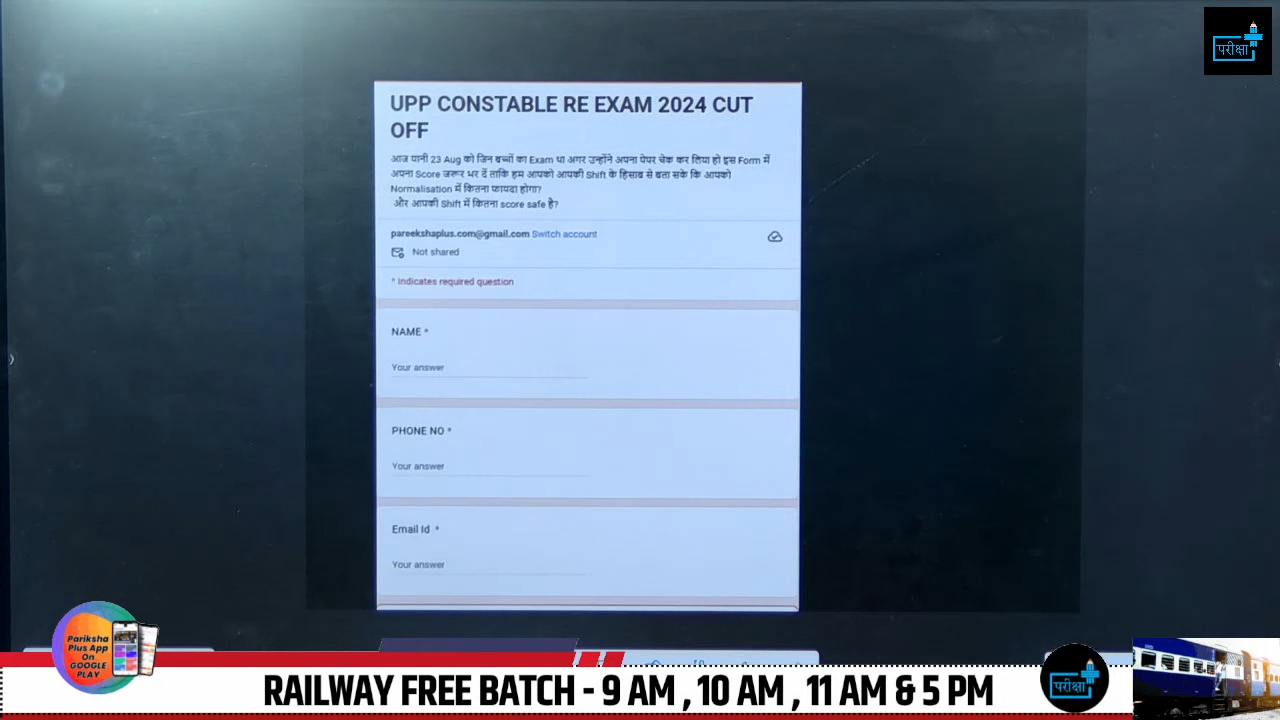 परीक्षा
UPP CONSTABLE RE EXAM 2024 CUT
OFF
आज यानी 23 Aug को जिन बच्चों का Exam था अगर उन्होंने अपना पेपर चेक कर लिया हो इस Form में
अपना Score जरूर भर दें ताकि हम आपको आपकी Shift के हिसाब से बता सके कि आपको
Normalisation में कितना फायदा होगा?
और आपकी Shift में कितना score safe है?
pareekshaplus.com@gmail.com Switch account
Not shared
* Indicates required question
NAME *
Your answer
PHONE NO *
Your answer
Email Id *
Your answer
Pariksha
Plus App
On
GOOGLE
PLAY
RAILWAY FREE BATCH - 9 AM , 10 AM , 11 AM & 5 PM
परीक्षा